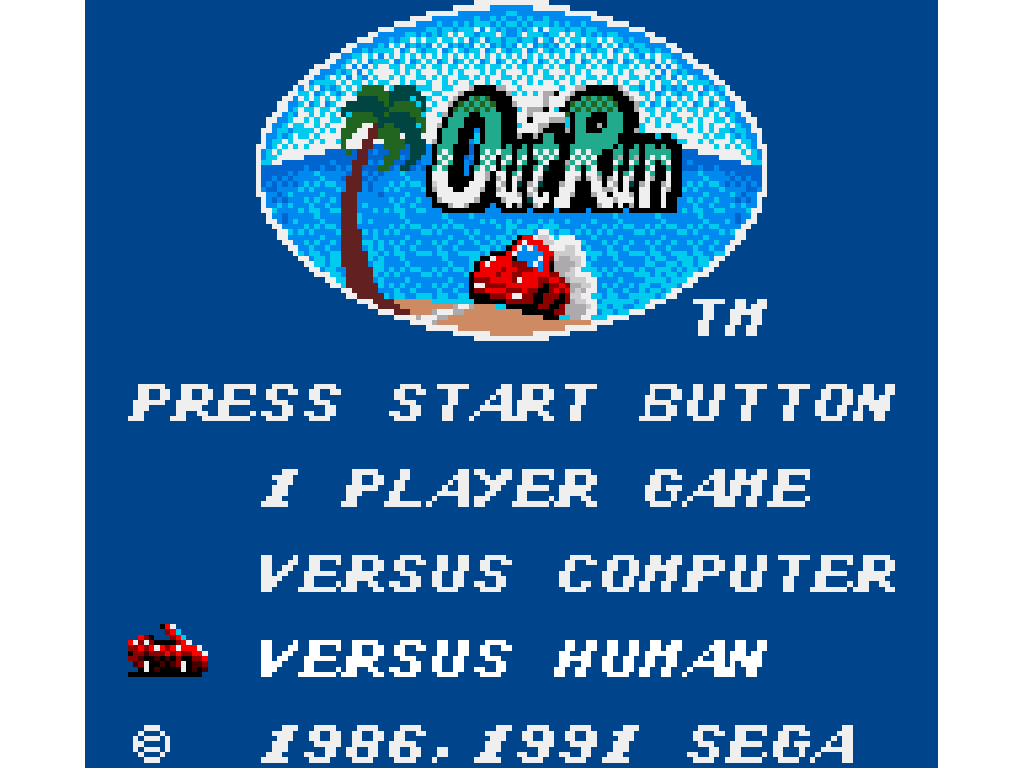 OutRun
TM
PRESS START BUTTON
1 PLAYER GAME
VERSUS COMPUTER
VERSUS HUMAN
© 1986,1991 SEGA